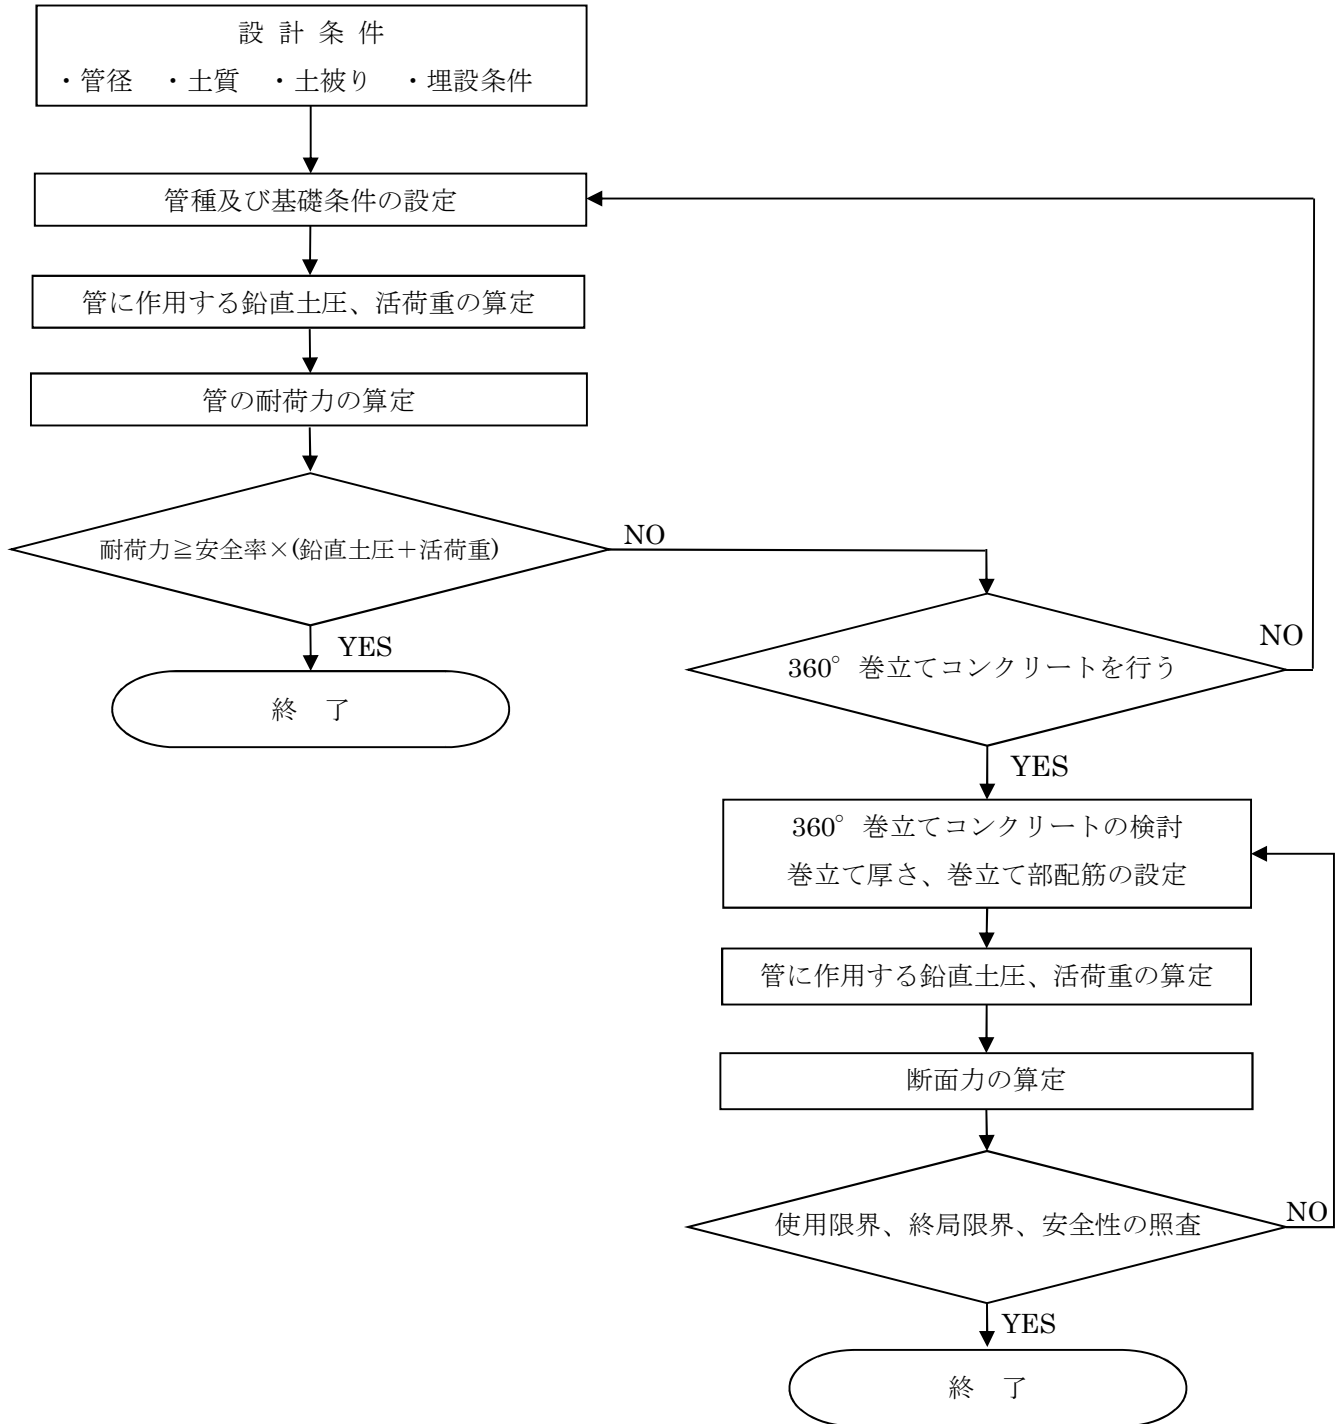 設 計 条 件
・管径　・土質　・土被り　・埋設条件
管種及び基礎条件の設定
管に作用する鉛直土圧、活荷重の算定
管の耐荷力の算定
耐荷力≧安全率×(鉛直土圧＋活荷重)
NO
YES
終　了
360°巻立てコンクリートを行う
NO
YES
360°巻立てコンクリートの検討
巻立て厚さ、巻立て部配筋の設定
管に作用する鉛直土圧、活荷重の算定
断面力の算定
使用限界、終局限界、安全性の照査
NO
YES
終　了